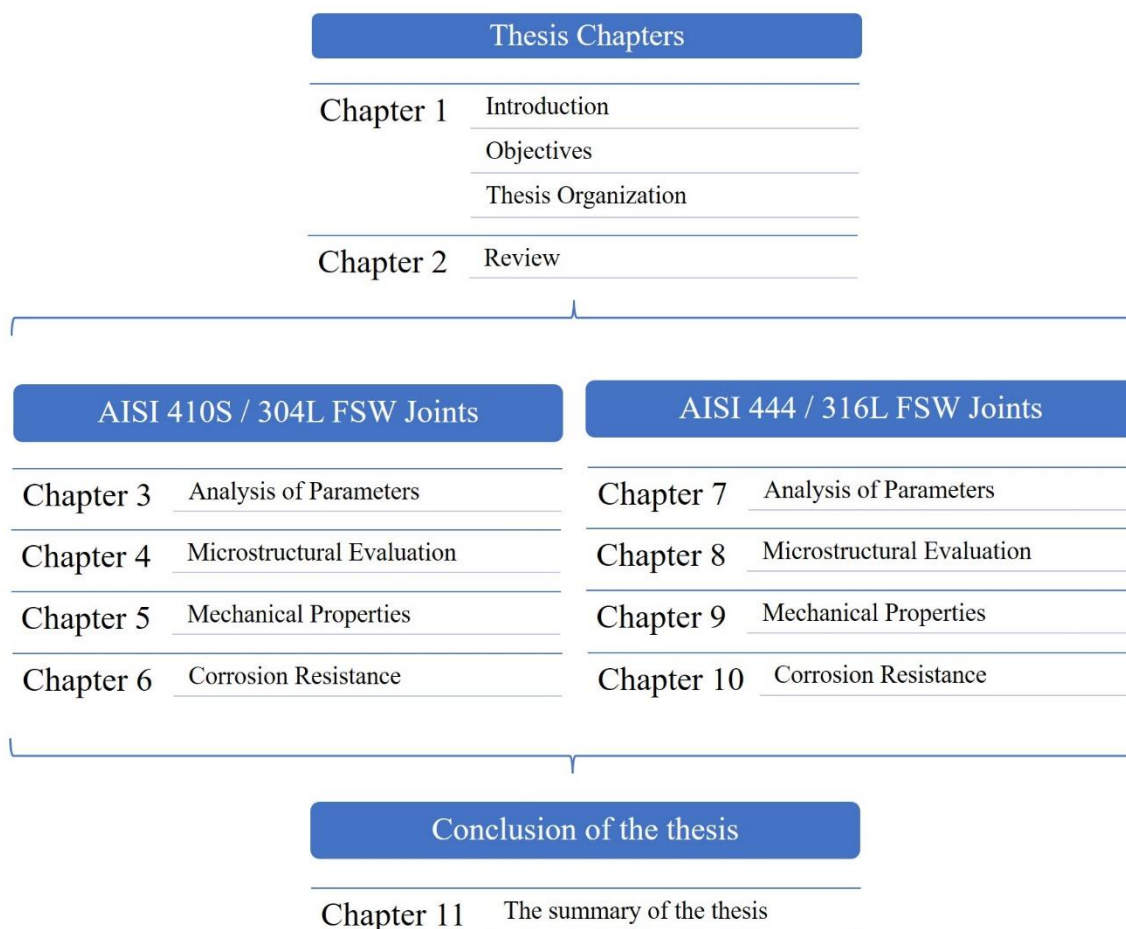 Thesis Chapters
Chapter 1 Introduction
Objectives
Thesis Organization
Chapter 2 Review
AISI 410S / 304L FSW Joints
Chapter 3 Analysis of Parameters
Chapter 4 Microstructural Evaluation
Chapter 5 Mechanical Properties
Chapter 6 Corrosion Resistance
AISI 444 / 316L FSW Joints
Chapter 7 Analysis of Parameters
Chapter 8 Microstructural Evaluation
Chapter 9 Mechanical Properties
Chapter 10 Corrosion Resistance
Conclusion of the thesis
Chapter 11 The summary of the thesis